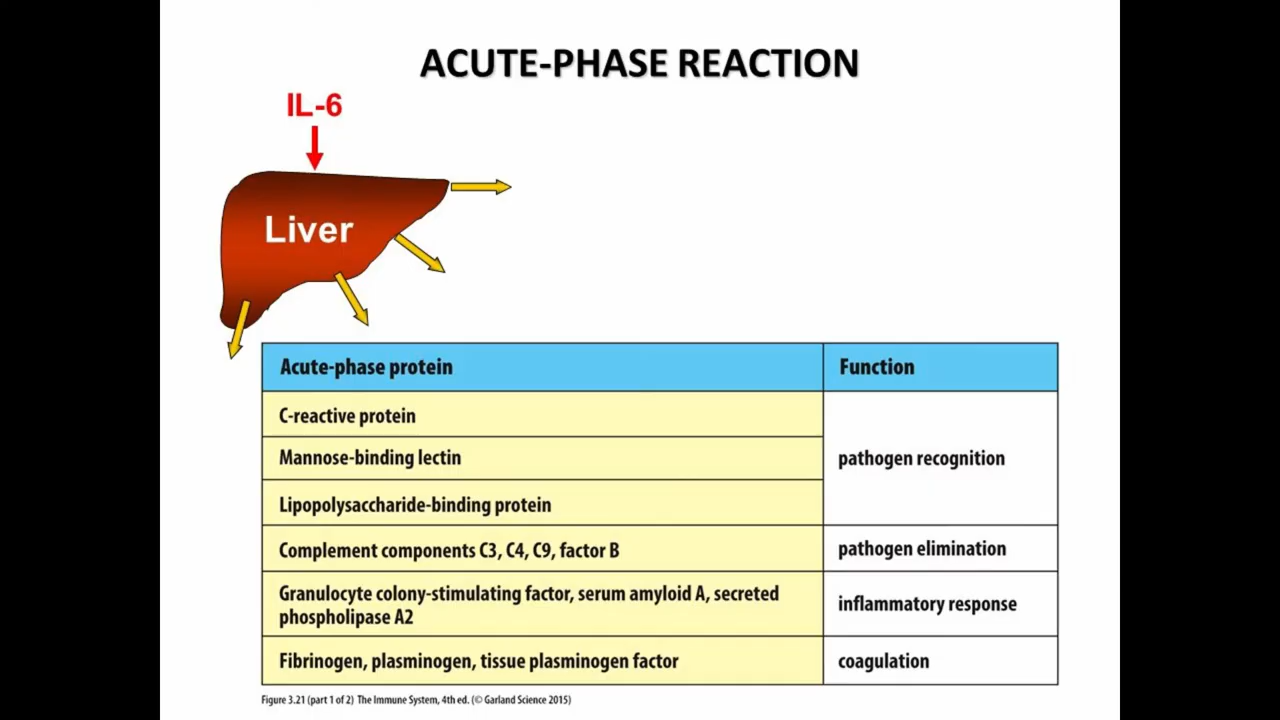 ACUTE-PHASE REACTION
IL-6
Liver
Acute-phase protein
Function
C-reactive protein
Mannose-binding lectin
pathogen recognition
Lipopolysaccharide-binding protein
Complement components C3, C4, C9, factor B
pathogen elimination
Granulocyte colony-stimulating factor, serum amyloid A, secreted
phospholipase A2
inflammatory response
Fibrinogen, plasminogen, tissue plasminogen factor
coagulation
Figure 3.21 (part 1 of 2) The Immune System, 4th ed. (© Garland Science 2015)